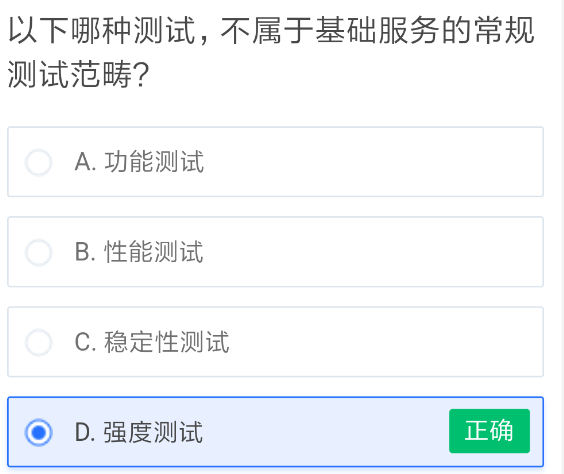 以下哪种测试，不属于基础服务的常规
测试范畴？
A. 功能测试
B. 性能测试
C. 稳定性测试
D. 强度测试
正确